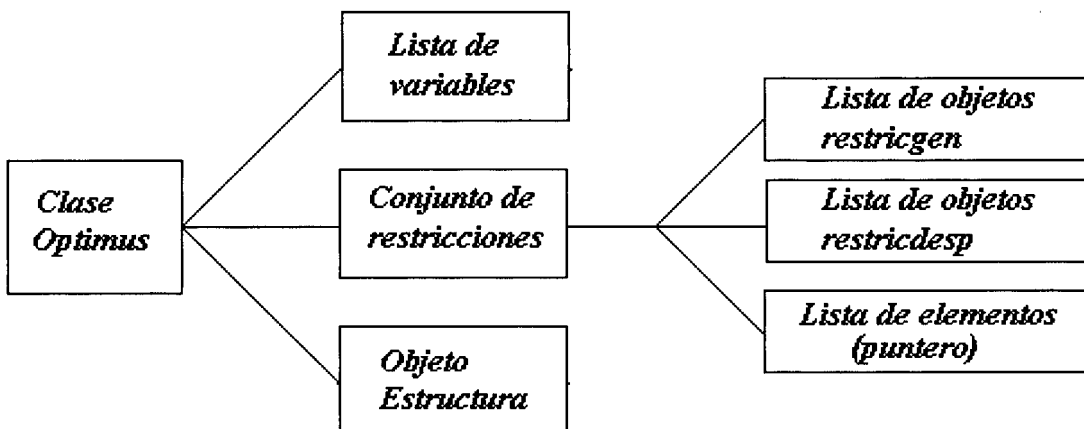 Lista de
variables
Lista de objetos
restricgen
Clase
Optimus
Conjunto de
restricciones
Lista de objetos
restricdesp
Lista de elementos
(puntero)
Objeto
Estructura